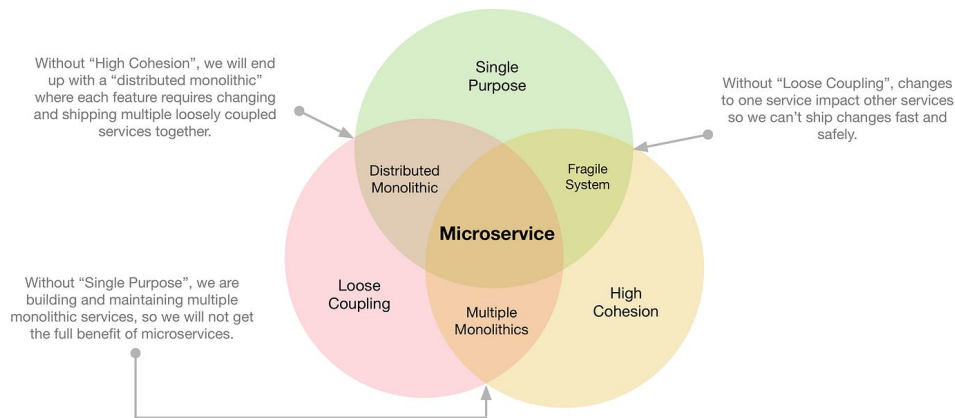 Without “High Cohesion”, we will end
up with a “distributed monolithic”
where each feature requires changing
and shipping multiple loosely coupled
services together.
Single
Purpose
Without “Loose Coupling”, changes
to one service impact other services
so we can’t ship changes fast and
safely.
Distributed
Monolithic
Fragile
System
Microservice
Without “Single Purpose”, we are
building and maintaining multiple
monolithic services, so we will not get
the full benefit of microservices.
Loose
Coupling
Multiple
Monolithics
High
Cohesion